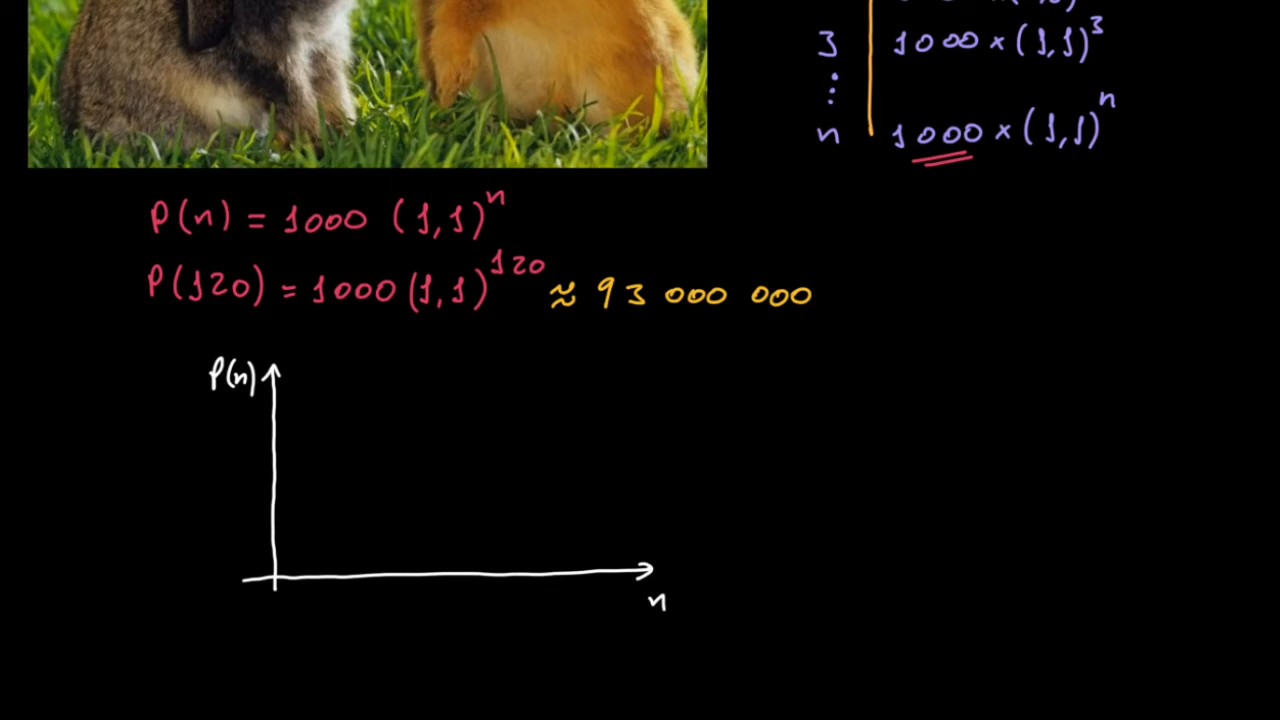 3 1000 × (1,1)³
⋮
n 1000 × (1,1)ⁿ
P(n) = 1000 (1,1)ⁿ
P(120) = 1000 (1,1)¹²⁰ ≈ 93 000 000
P(n)
n